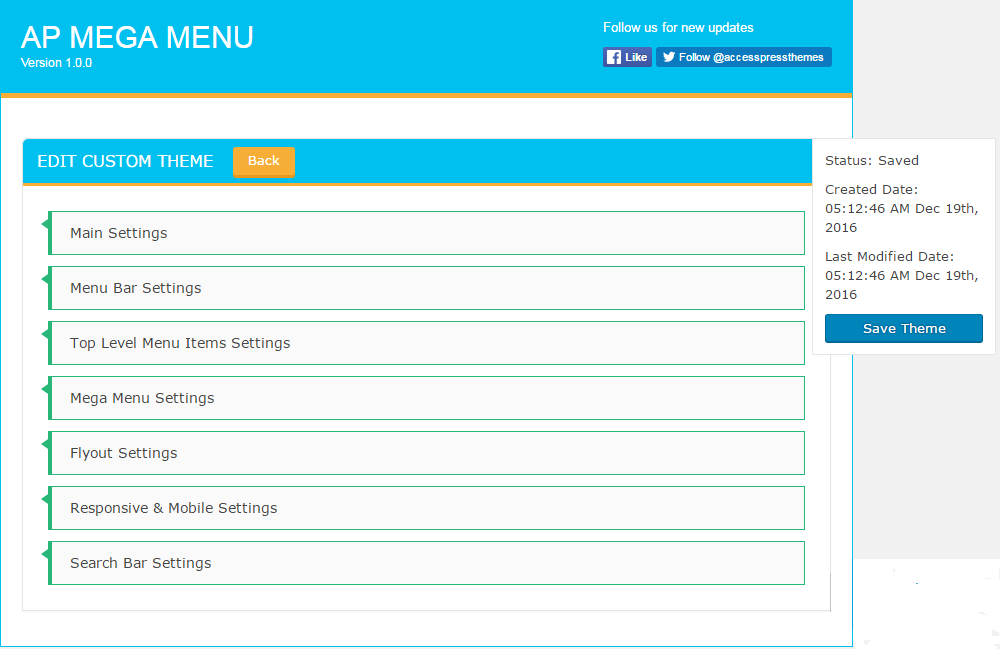 AP MEGA MENU
Version 1.0.0
Follow us for new updates
Like
Follow @accesspressthemes
EDIT CUSTOM THEME
Back
Main Settings
Menu Bar Settings
Top Level Menu Items Settings
Mega Menu Settings
Flyout Settings
Responsive & Mobile Settings
Search Bar Settings
Status: Saved
Created Date:
05:12:46 AM Dec 19th,
2016
Last Modified Date:
05:12:46 AM Dec 19th,
2016
Save Theme